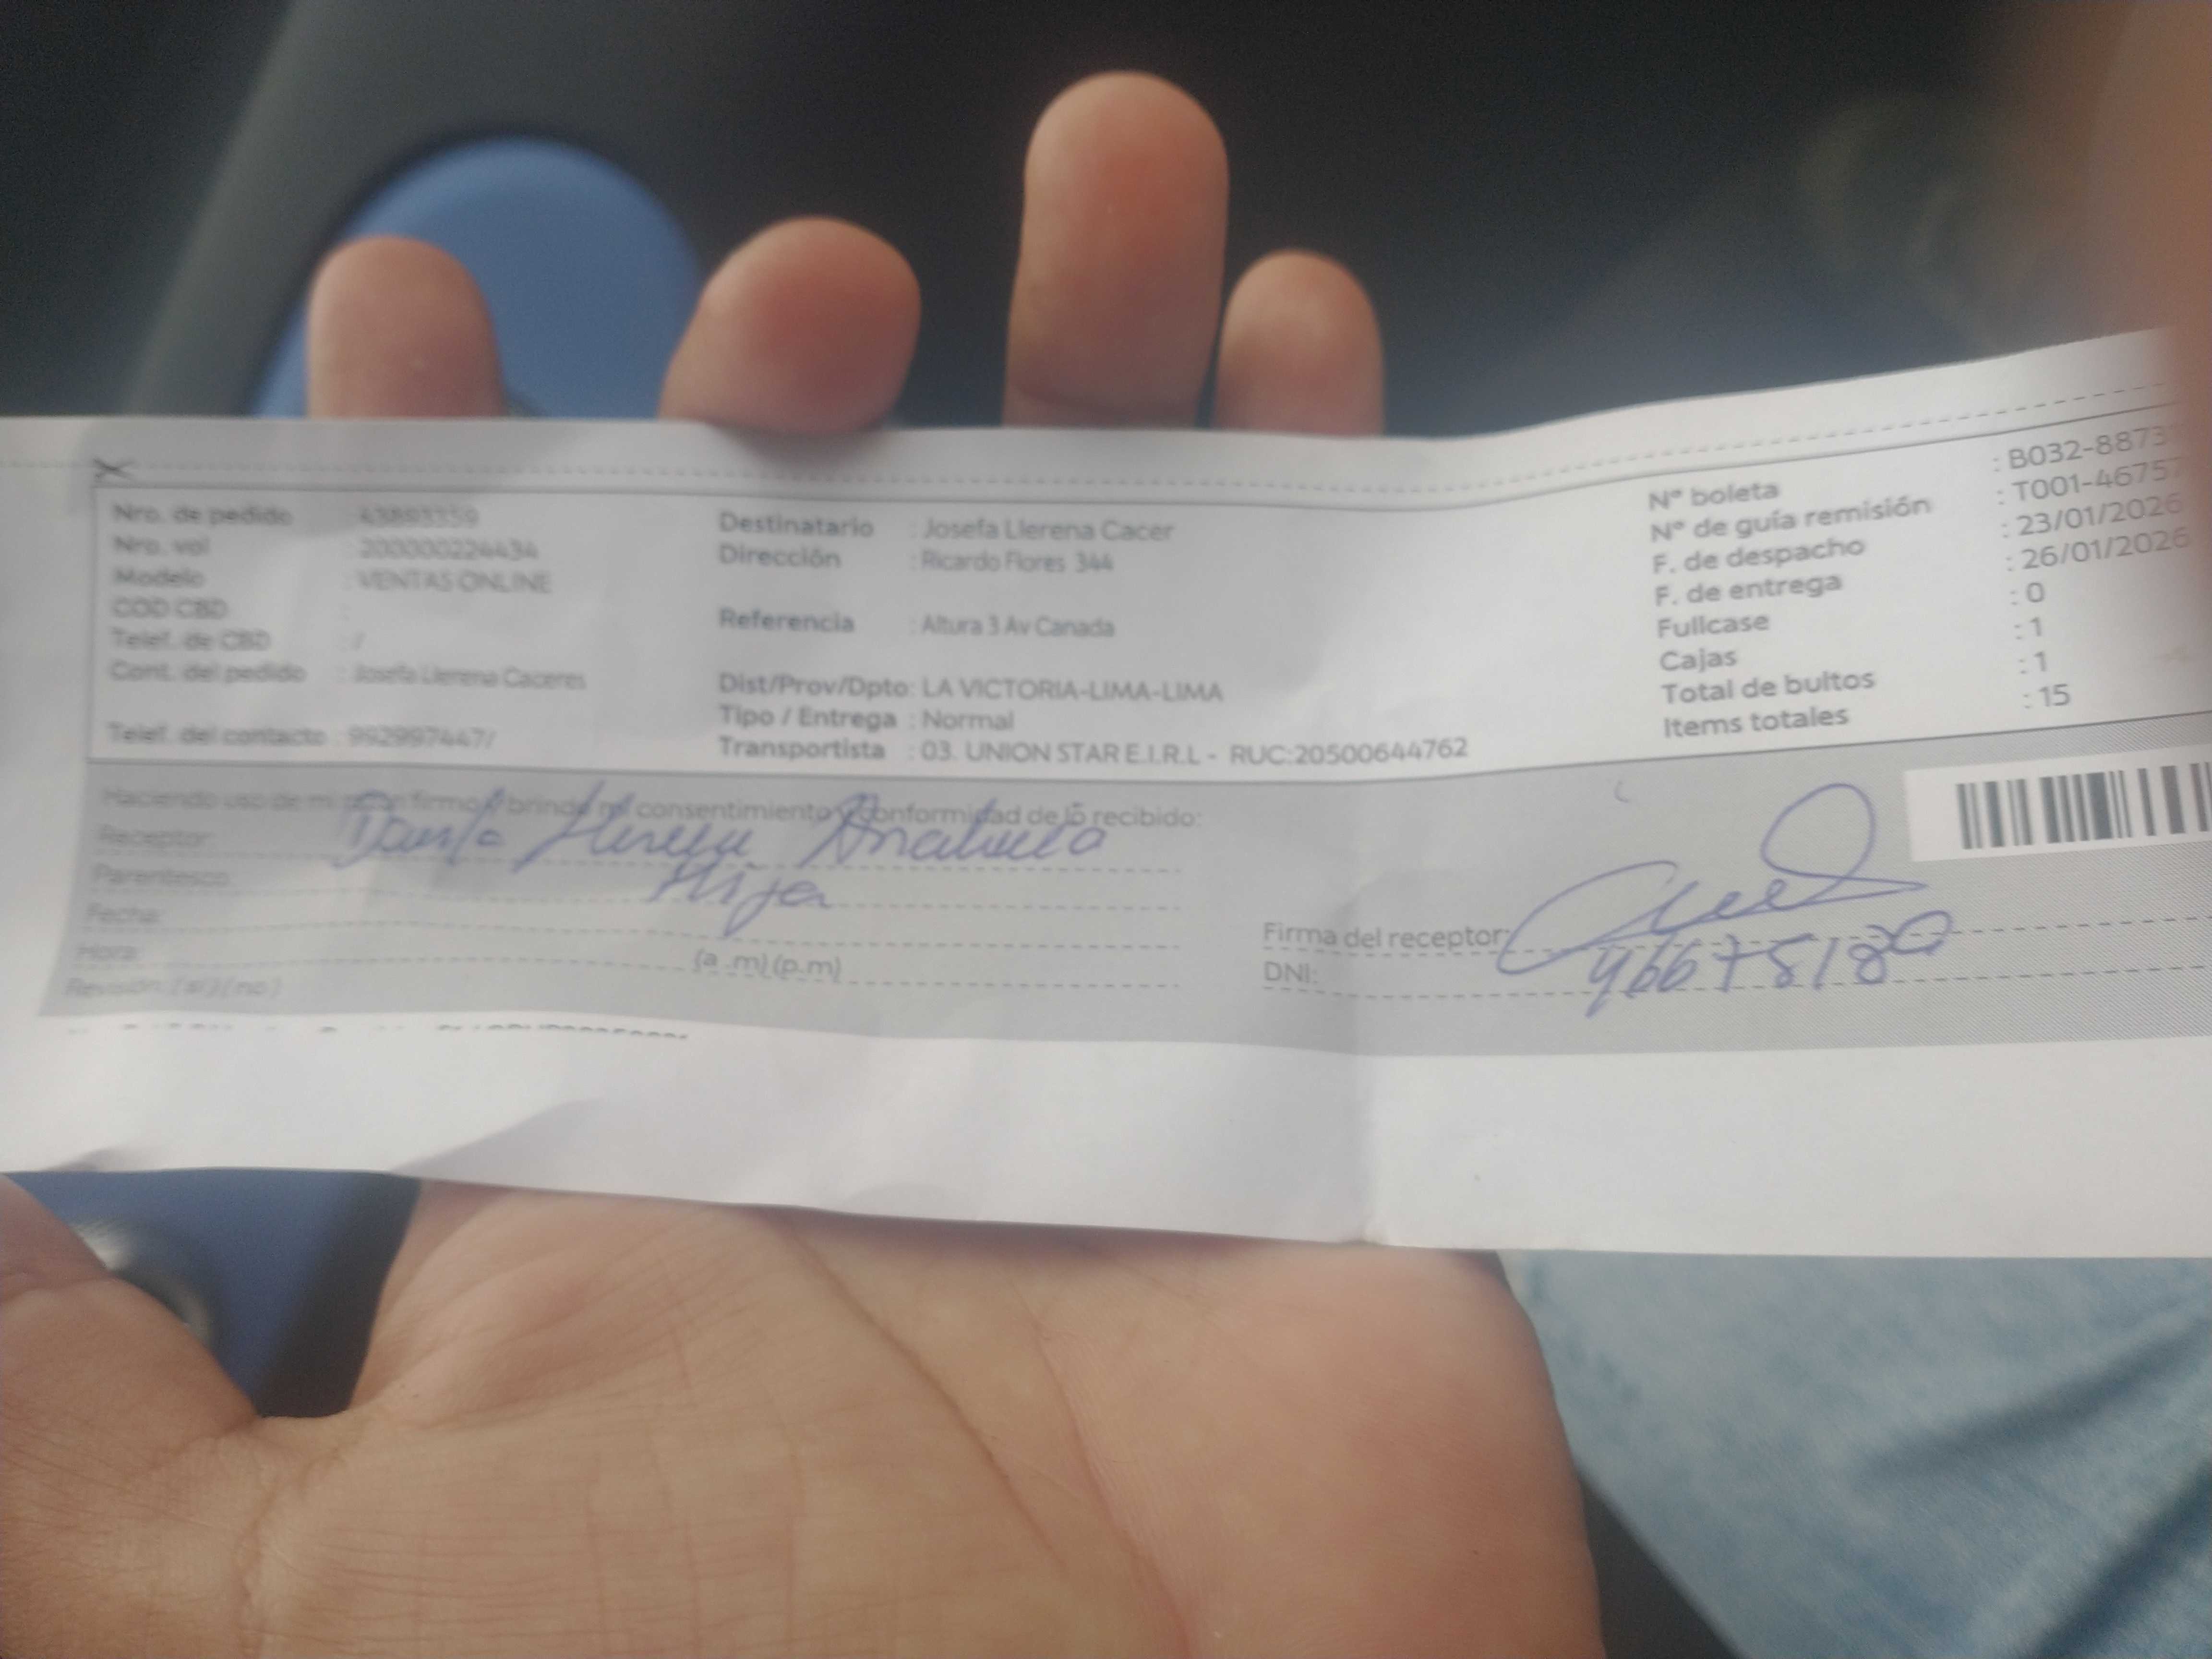 Nro. de pedido : 43893359
Nro. vol : 200000224434
Modelo : VENTAS ONLINE
COD CBD :
Telef. de CBD : /
Cont. del pedido : Josefa Llerena Caceres
Telef. del contacto : 992997447/
Destinatario : Josefa Llerena Cacer
Dirección : Ricardo Flores 344
Referencia : Altura 3 Av Canada
Dist/Prov/Dpto: LA VICTORIA-LIMA-LIMA
Tipo / Entrega : Normal
Transportista : 03. UNION STAR E.I.R.L - RUC:20500644762
N° boleta : B032-8873
N° de guía remisión : T001-46757
F. de despacho : 23/01/2026
F. de entrega : 26/01/2026
Fullcase : 0
Cajas : 1
Total de bultos : 1
Items totales : 15
Haciendo uso de mi firma brindo mi consentimiento y conformidad de lo recibido:
Receptor:
Parentesco: Hija
Fecha:
Hora: (a .m) (p.m)
Revisión: (si) (no)
Firma del receptor:
DNI: